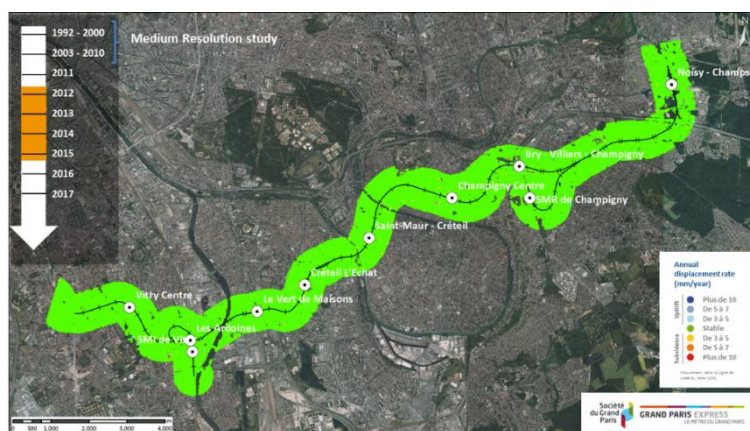 1992 - 2000
2003 - 2010
2011
2012
2013
2014
2015
2016
2017
Medium Resolution study
Noisy - Champs
Bry - Villiers - Champigny
Champigny Centre
SMR de Champigny
Saint-Maur - Créteil
Créteil L'Echat
Vitry Centre
Le Vert de Maisons
Les Ardoines
SMI de Vitry
Annual
displacement rate
(mm/year)
Uplift
Plus de 10
De 5 à 7
De 3 à 5
Stable
Subsidence
De 3 à 5
De 5 à 7
Plus de 10
0 500 1.000 2.000 3.000 4.000
Société
du Grand
Paris
GRAND PARIS EXPRESS
LE MÉTRO DU GRAND PARIS